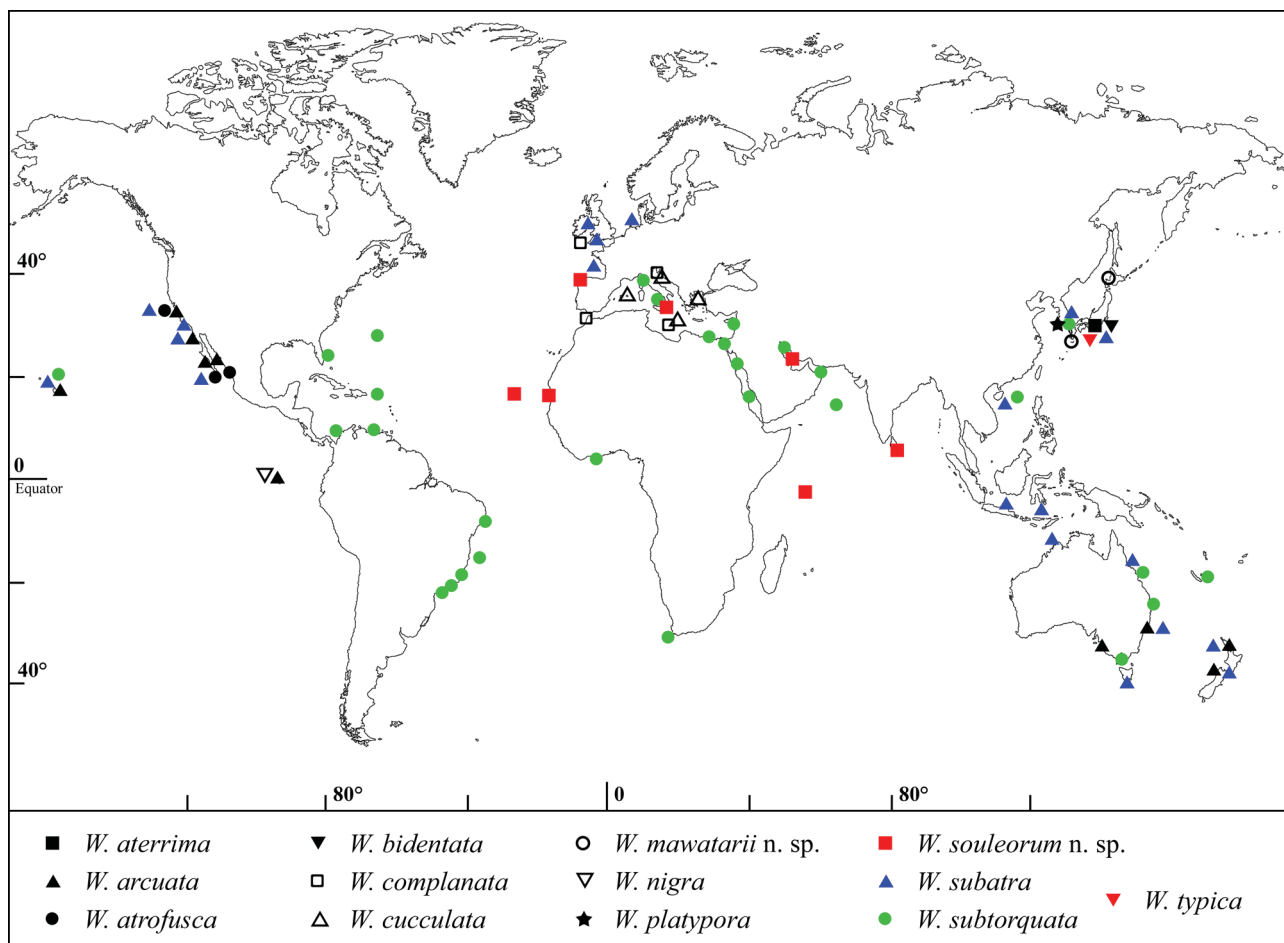 40°
0
Equator
40°
80°
0
80°
W. aterrima
W. bidentata
W. mawatarii n. sp.
W. souleorum n. sp.
W. arcuata
W. complanata
W. nigra
W. subatra
W. typica
W. atrofusca
W. cucculata
W. platypora
W. subtorquata